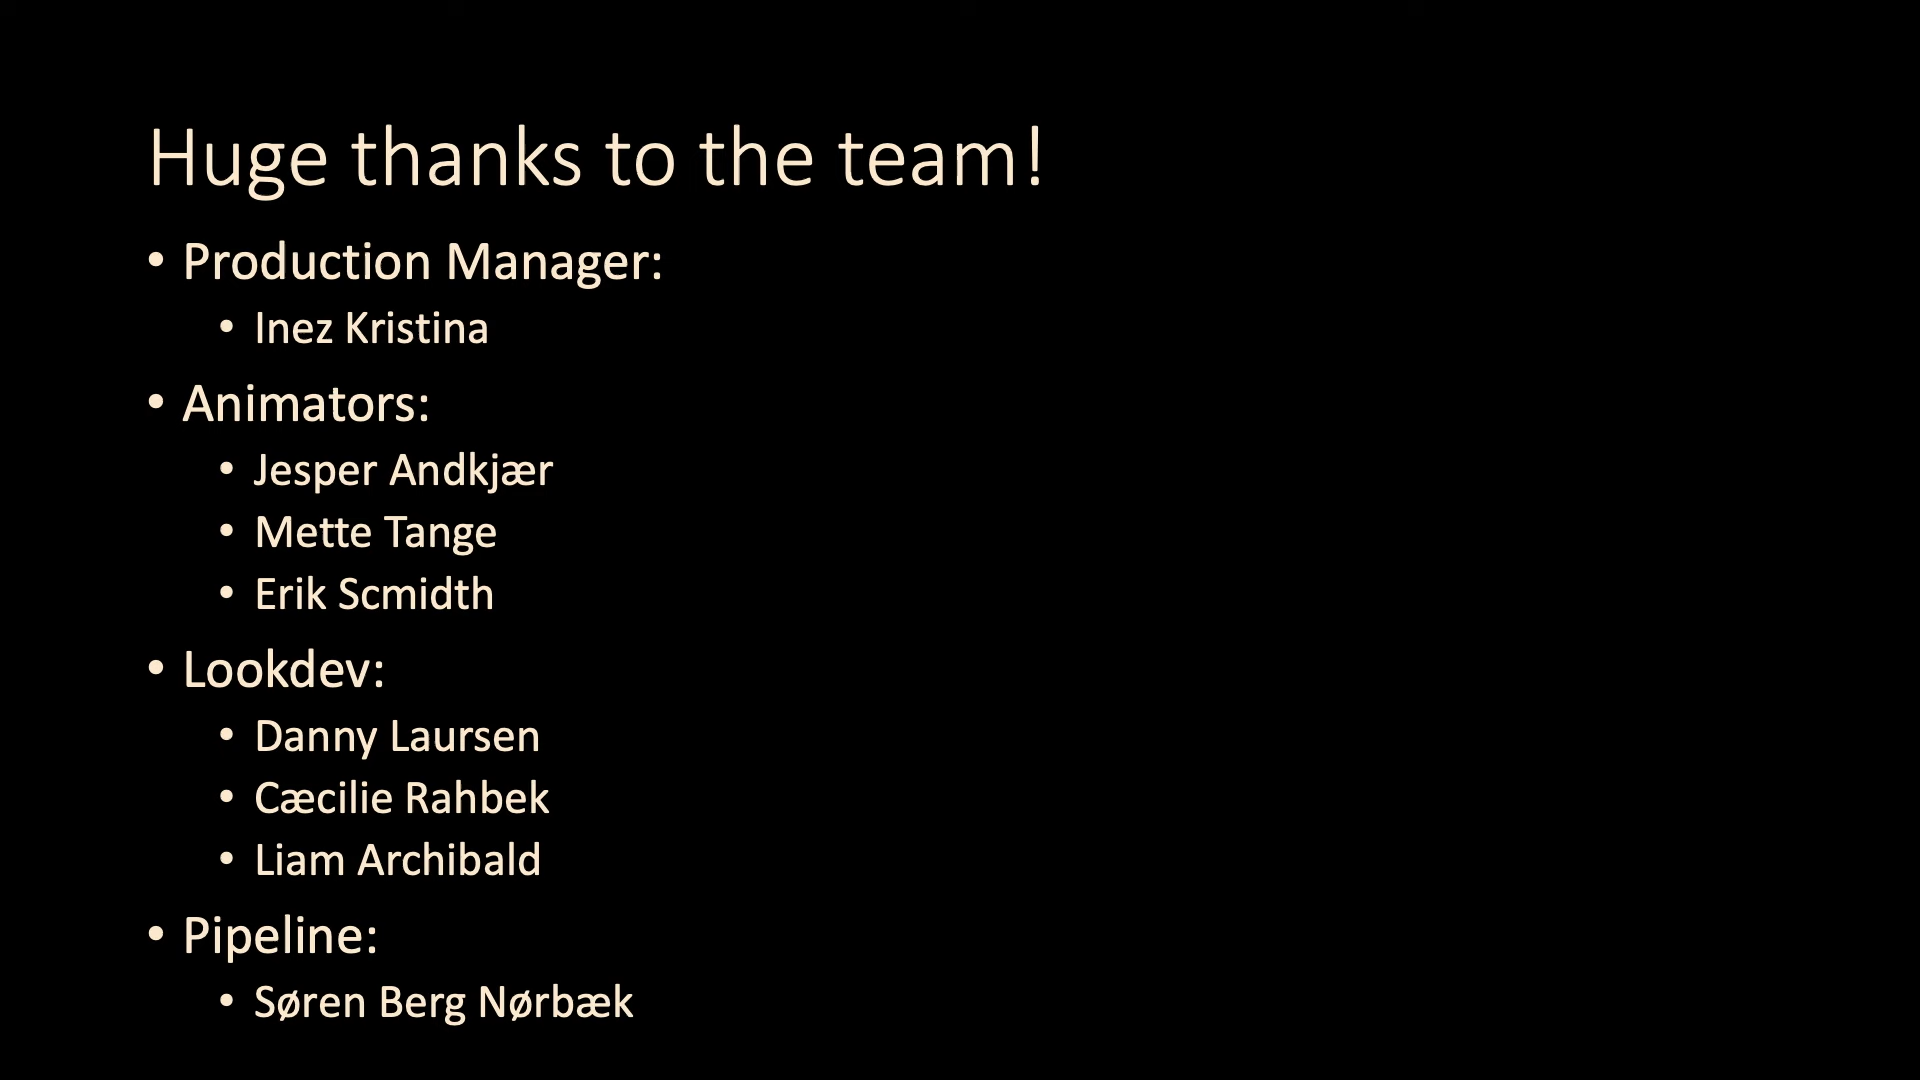 Huge thanks to the team!
• Production Manager:
• Inez Kristina
• Animators:
• Jesper Andkjær
• Mette Tange
• Erik Scmidth
• Lookdev:
• Danny Laursen
• Cæcilie Rahbek
• Liam Archibald
• Pipeline:
• Søren Berg Nørbæk